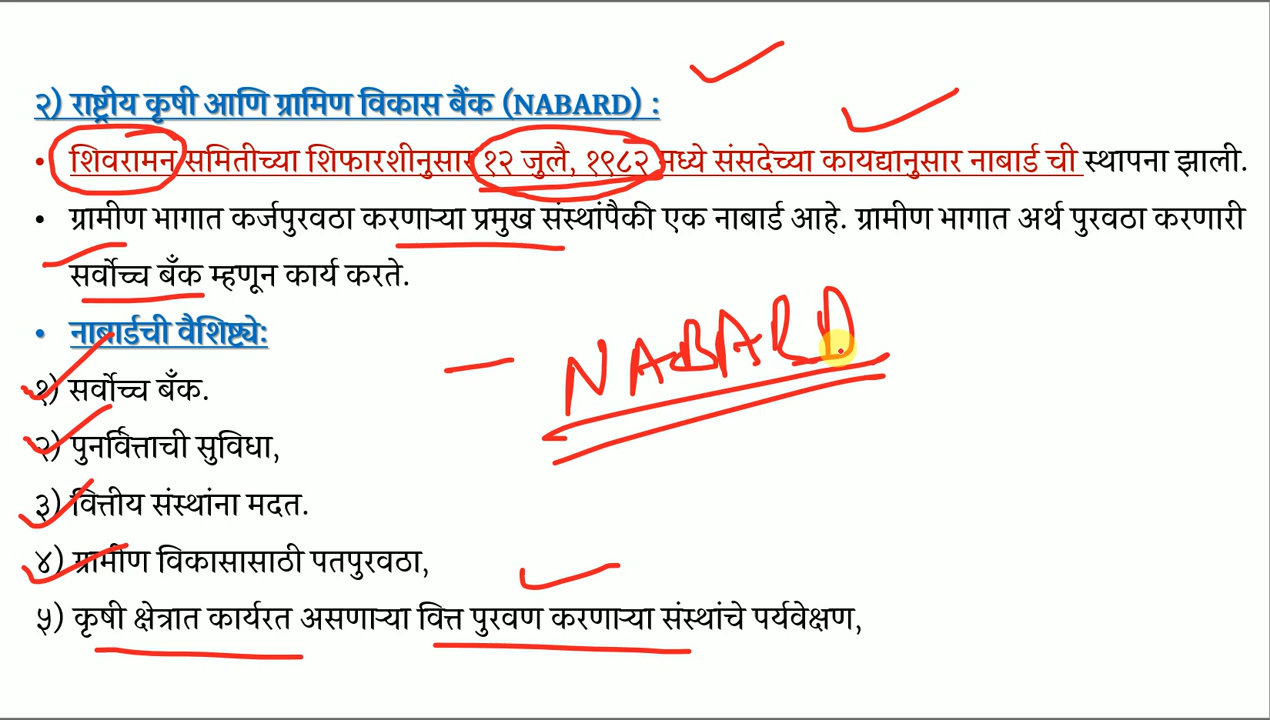 २) राष्ट्रीय कृषी आणि ग्रामिण विकास बैंक (NABARD) :
• शिवरामन समितीच्या शिफारशीनुसार १२ जुलै, १९८२ मध्ये संसदेच्या कायद्यानुसार नाबार्ड ची स्थापना झाली.
• ग्रामीण भागात कर्जपुरवठा करणाऱ्या प्रमुख संस्थांपैकी एक नाबार्ड आहे. ग्रामीण भागात अर्थ पुरवठा करणारी
सर्वोच्च बँक म्हणून कार्य करते.
• नाबार्डची वैशिष्ट्ये:
NABARD
१) सर्वोच्च बँक.
२) पुनर्वित्ताची सुविधा,
३) वित्तीय संस्थांना मदत.
४) ग्रामीण विकासासाठी पतपुरवठा,
५) कृषी क्षेत्रात कार्यरत असणाऱ्या वित्त पुरवण करणाऱ्या संस्थांचे पर्यवेक्षण,